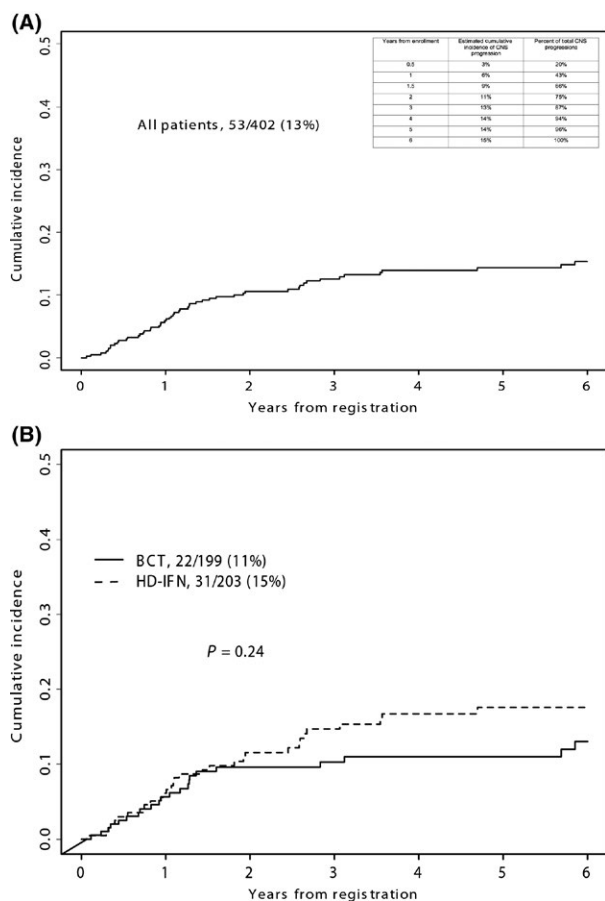 (A)
0.5
0.4
0.3
0.2
0.1
0.0
Cumulative incidence
All patients, 53/402 (13%)
Years from enrollment
Estimated cumulative
incidence of CNS
progression
Percent of total CNS
progressions
0.5 3% 20%
1 6% 43%
1.5 9% 66%
2 11% 75%
3 13% 87%
4 14% 94%
5 14% 96%
6 15% 100%
0 1 2 3 4 5 6
Years from registration
(B)
0.5
0.4
0.3
0.2
0.1
0.0
Cumulative incidence
BCT, 22/199 (11%)
HD-IFN, 31/203 (15%)
P = 0.24
0 1 2 3 4 5 6
Years from registration